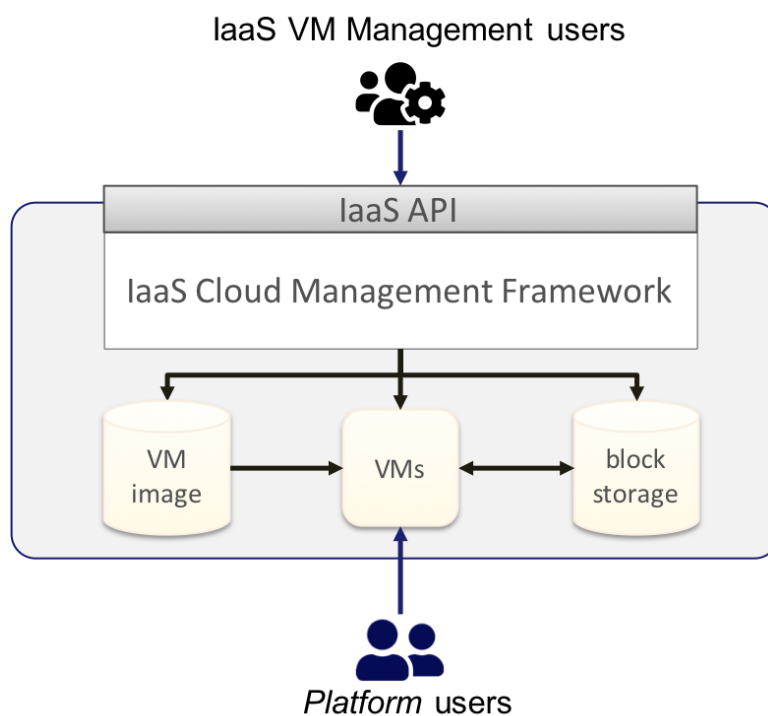 IaaS VM Management users
IaaS API
IaaS Cloud Management Framework
VM
image
VMs
block
storage
Platform users